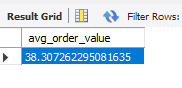 Result Grid Filter Rows:
avg_order_value
38.307262295081635